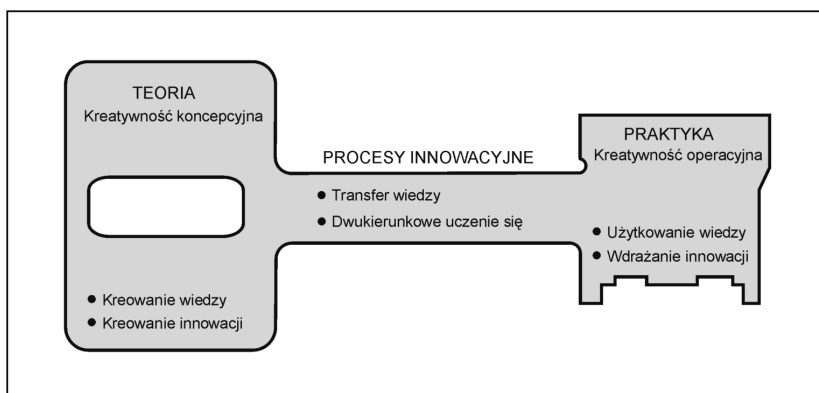 TEORIA
Kreatywność koncepcyjna
● Kreowanie wiedzy
● Kreowanie innowacji
PROCESY INNOWACYJNE
● Transfer wiedzy
● Dwukierunkowe uczenie się
PRAKTYKA
Kreatywność operacyjna
● Użytkowanie wiedzy
● Wdrażanie innowacji